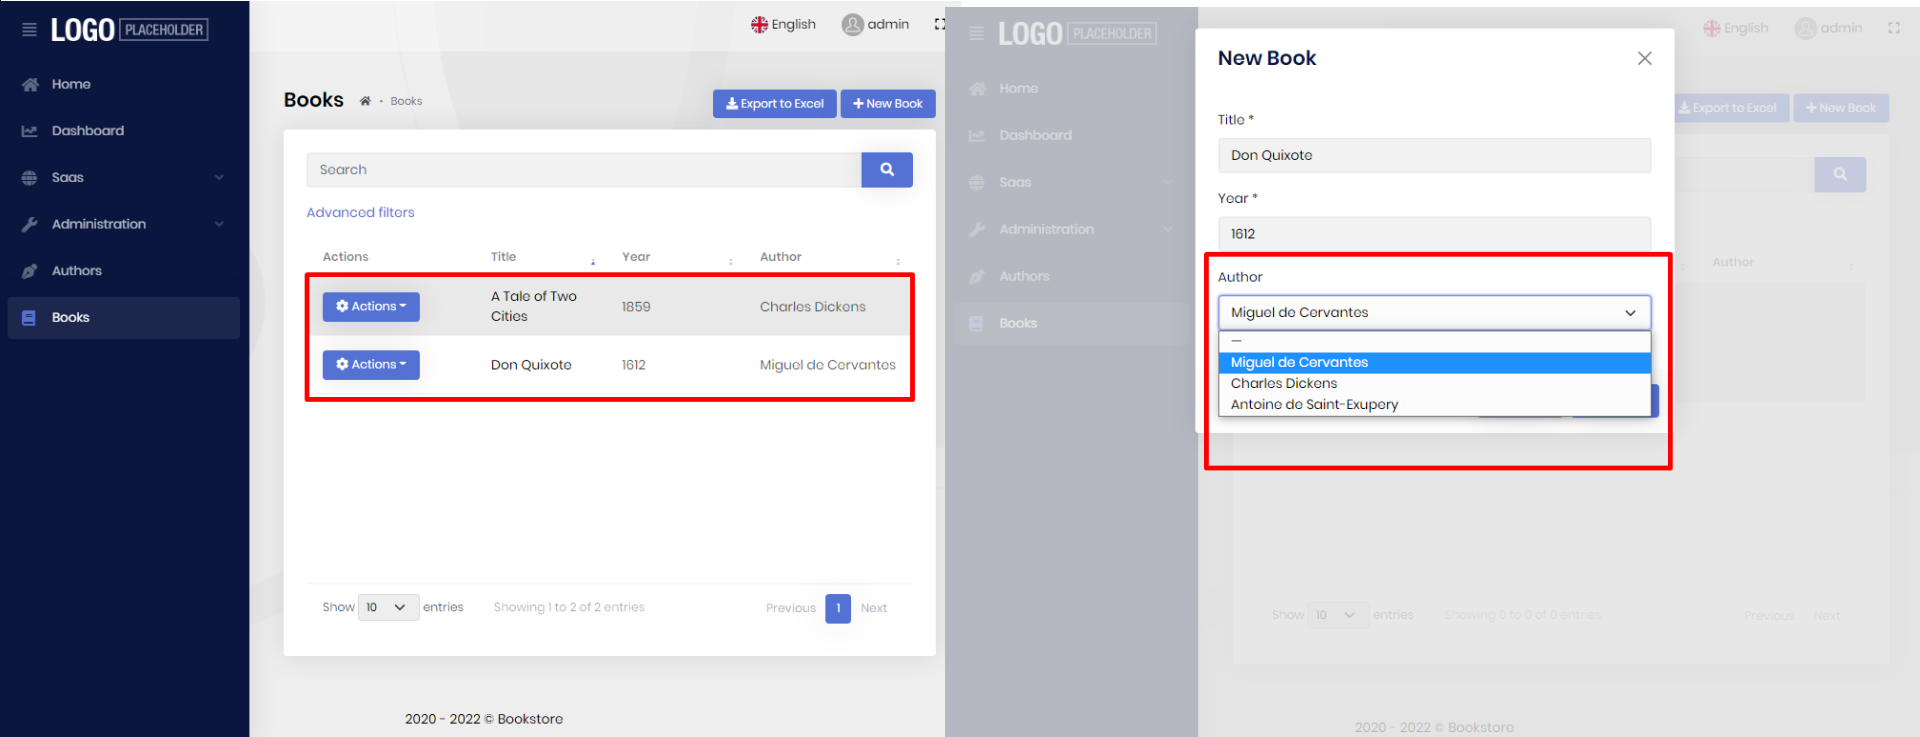 LOGO PLACEHOLDER
English
admin
Home
Dashboard
Saas
Administration
Authors
Books
Books
Books
Export to Excel
New Book
Search
Advanced filters
Actions Title Year Author
Actions A Tale of Two Cities 1859 Charles Dickens
Actions Don Quixote 1612 Miguel de Cervantes
Show 10 entries Showing 1 to 2 of 2 entries Previous 1 Next
2020 - 2022 © Bookstore
LOGO PLACEHOLDER
English
admin
Home
Dashboard
Saas
Administration
Authors
Books
Export to Excel
New Book
Author
New Book
Title *
Don Quixote
Year *
1612
Author
Miguel de Cervantes
—
Miguel de Cervantes
Charles Dickens
Antoine de Saint-Exupery
Show 10 entries Showing 0 to 0 of 0 entries Previous Next
2020 - 2022 © Bookstore